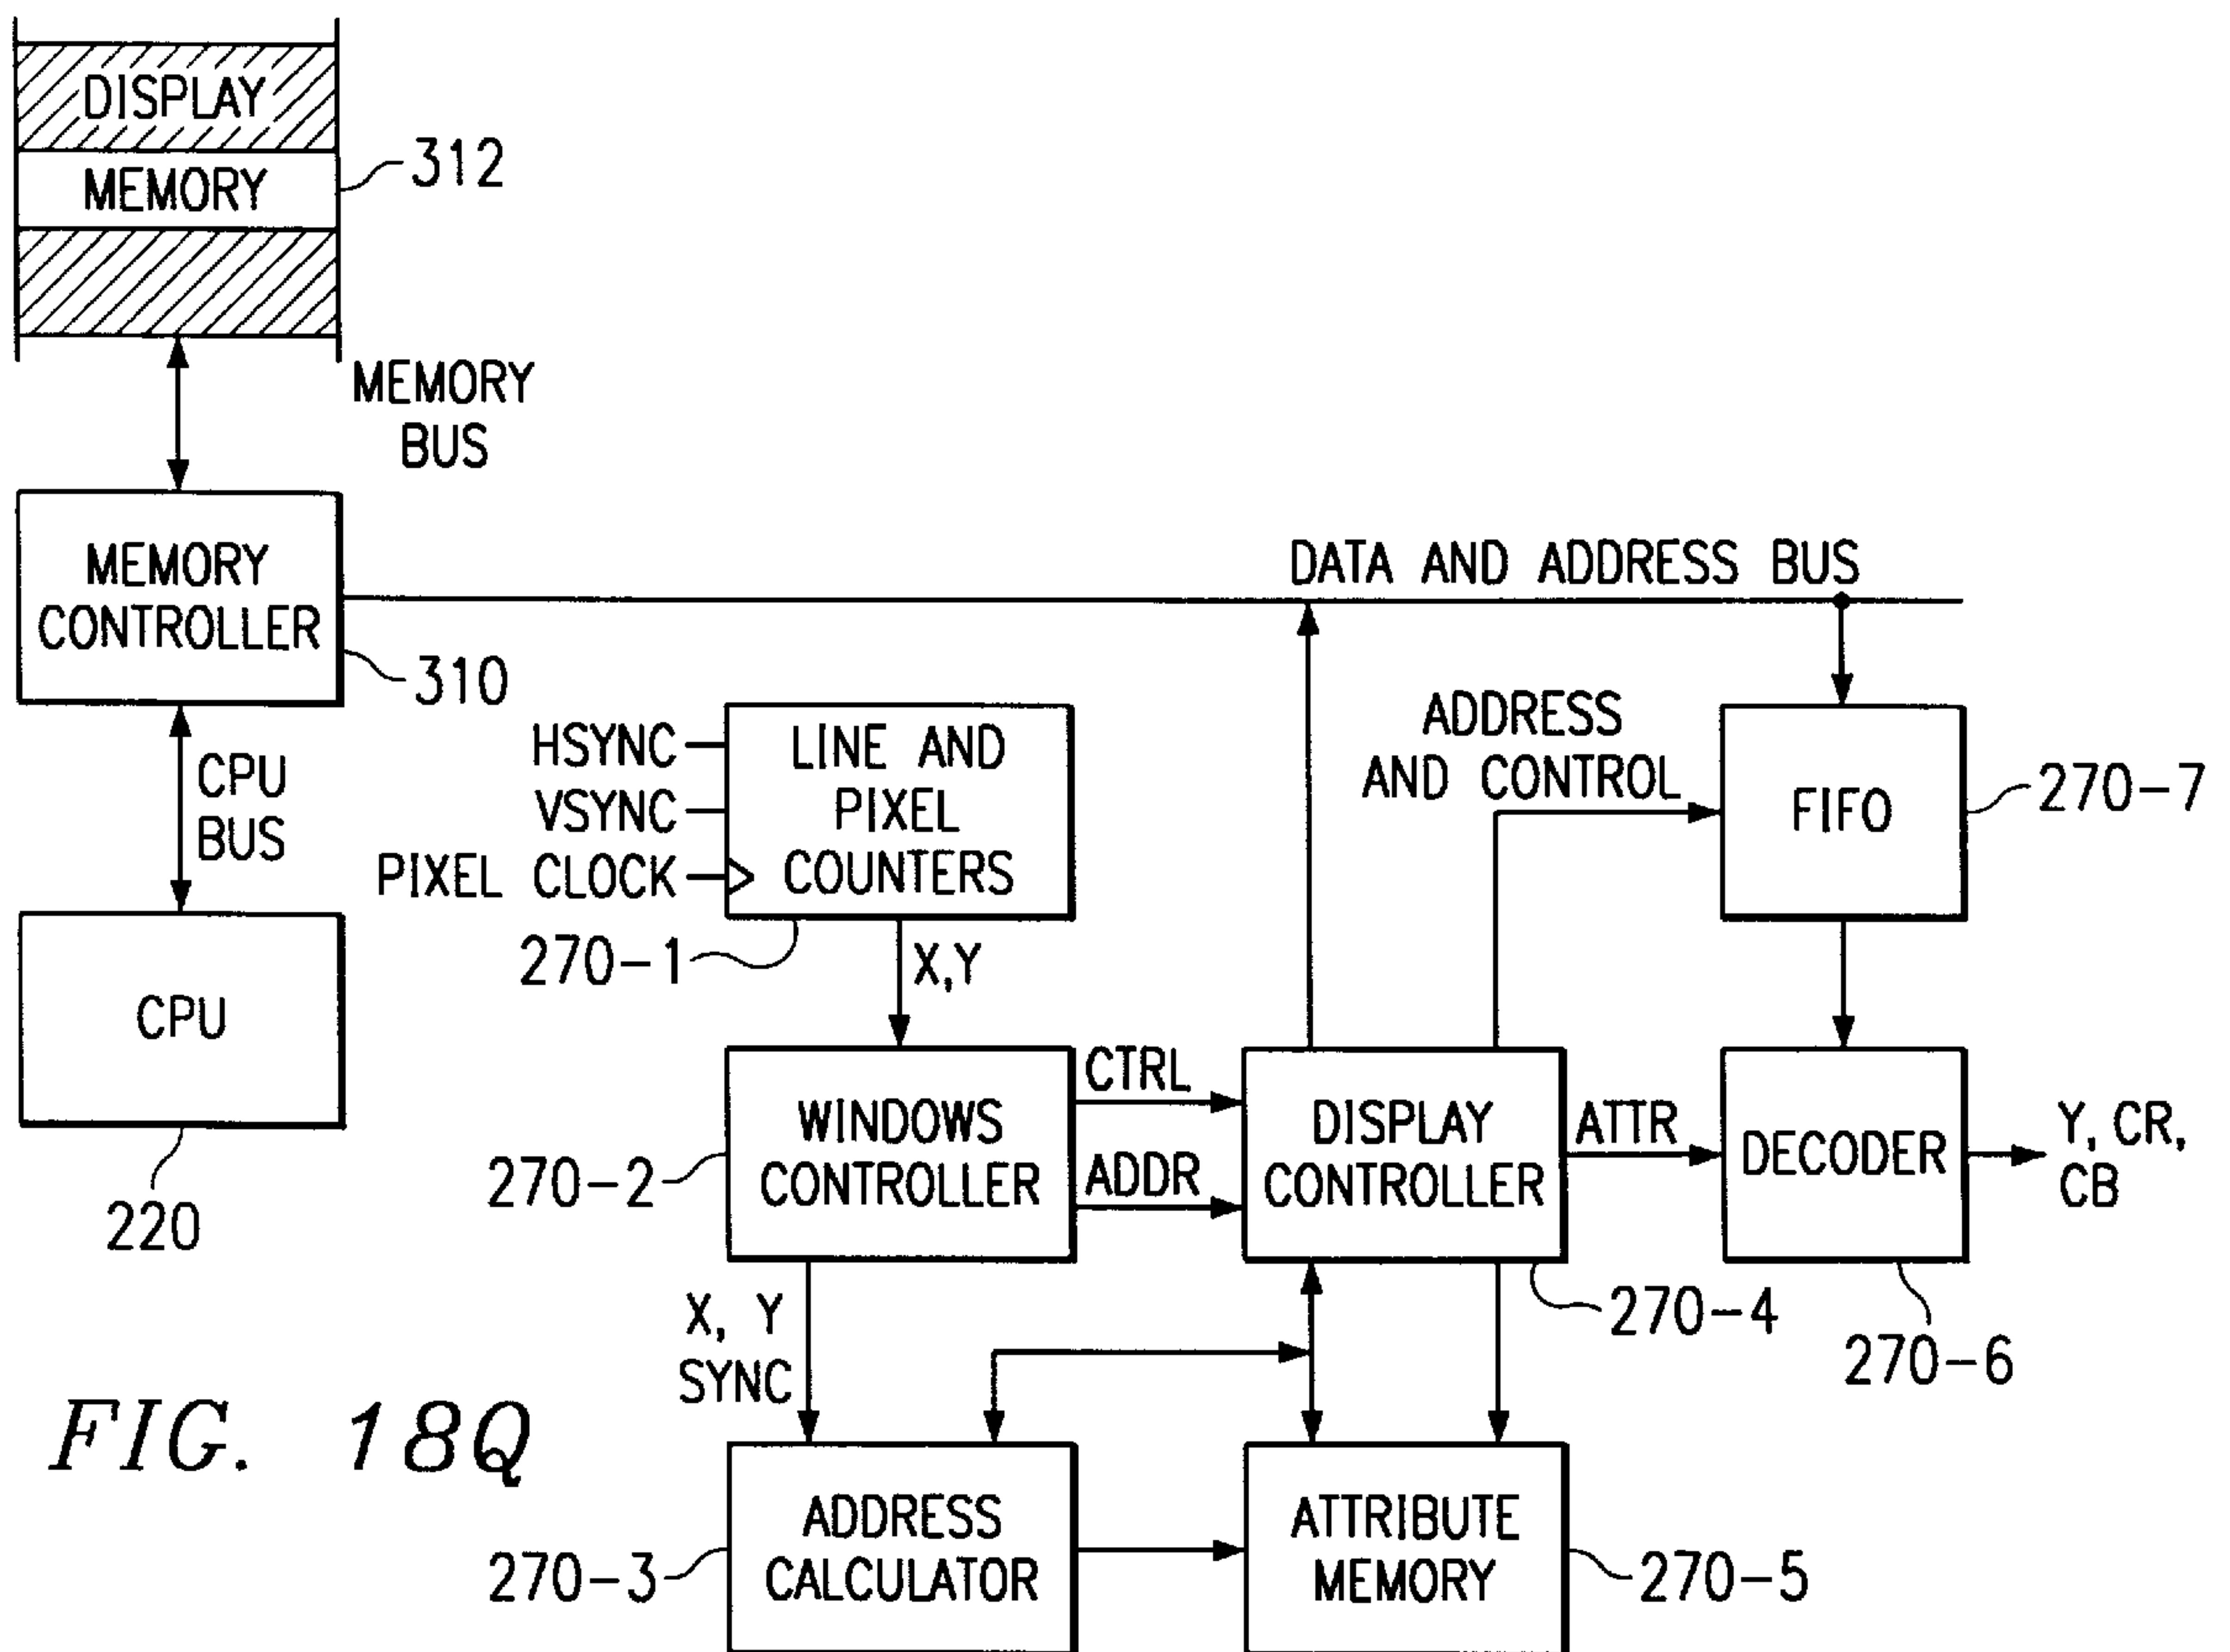 DISPLAY
MEMORY
312
MEMORY
BUS
MEMORY
CONTROLLER
310
DATA AND ADDRESS BUS
CPU
BUS
HSYNC
VSYNC
PIXEL CLOCK
LINE AND
PIXEL
COUNTERS
270-1
X,Y
ADDRESS
AND CONTROL
FIFO
270-7
CPU
220
WINDOWS
CONTROLLER
270-2
CTRL
ADDR
DISPLAY
CONTROLLER
270-4
ATTR
DECODER
270-6
Y, CR,
CB
X, Y
SYNC
ADDRESS
CALCULATOR
270-3
ATTRIBUTE
MEMORY
270-5
FIG. 18Q